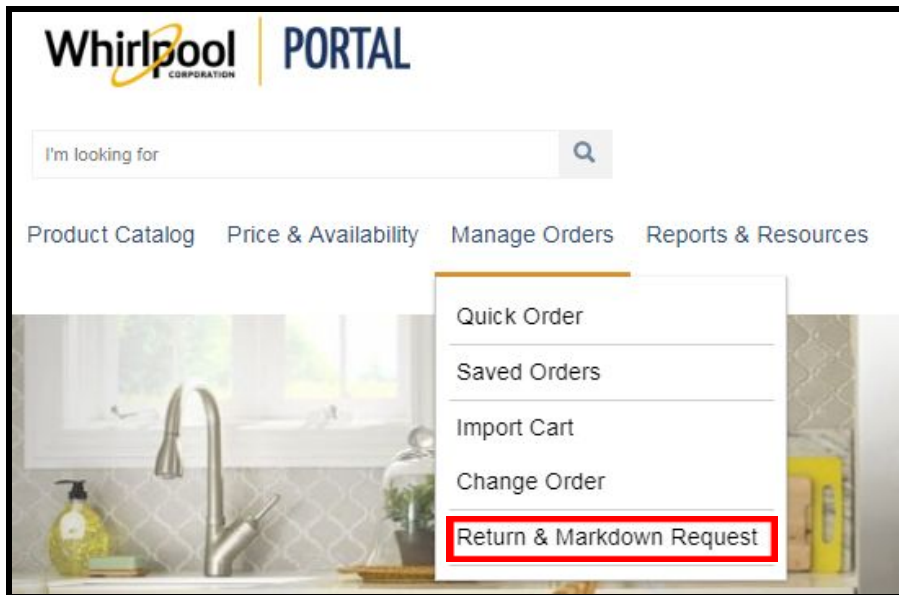 Whirlpool PORTAL
CORPORATION
I'm looking for
Product Catalog Price & Availability Manage Orders Reports & Resources
Quick Order
Saved Orders
Import Cart
Change Order
Return & Markdown Request